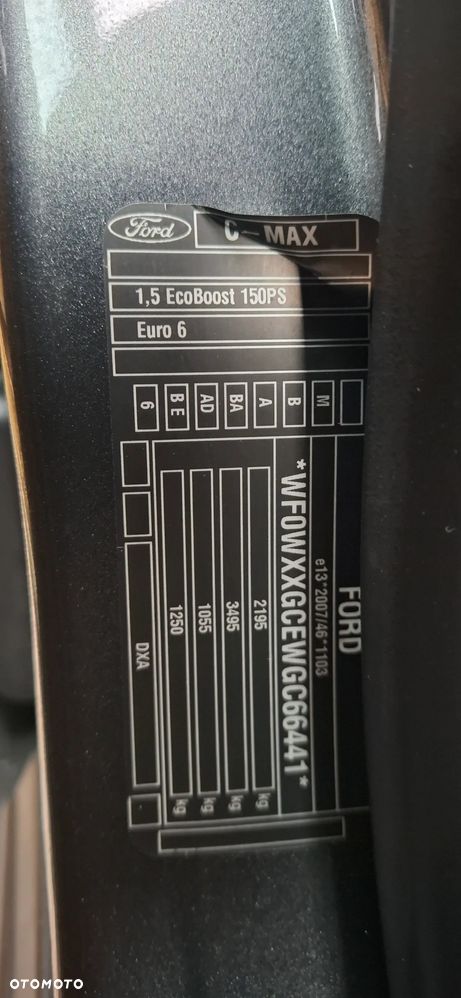 Ford
C-MAX
1,5 EcoBoost 150PS
Euro 6
FORD
M e13*2007/46*1103
B *WF0WXXGCEWGC66441*
A 2195 kg
BA 3495 kg
AD 1055 kg
BE 1250 kg
6 DXA
OTOMOTO